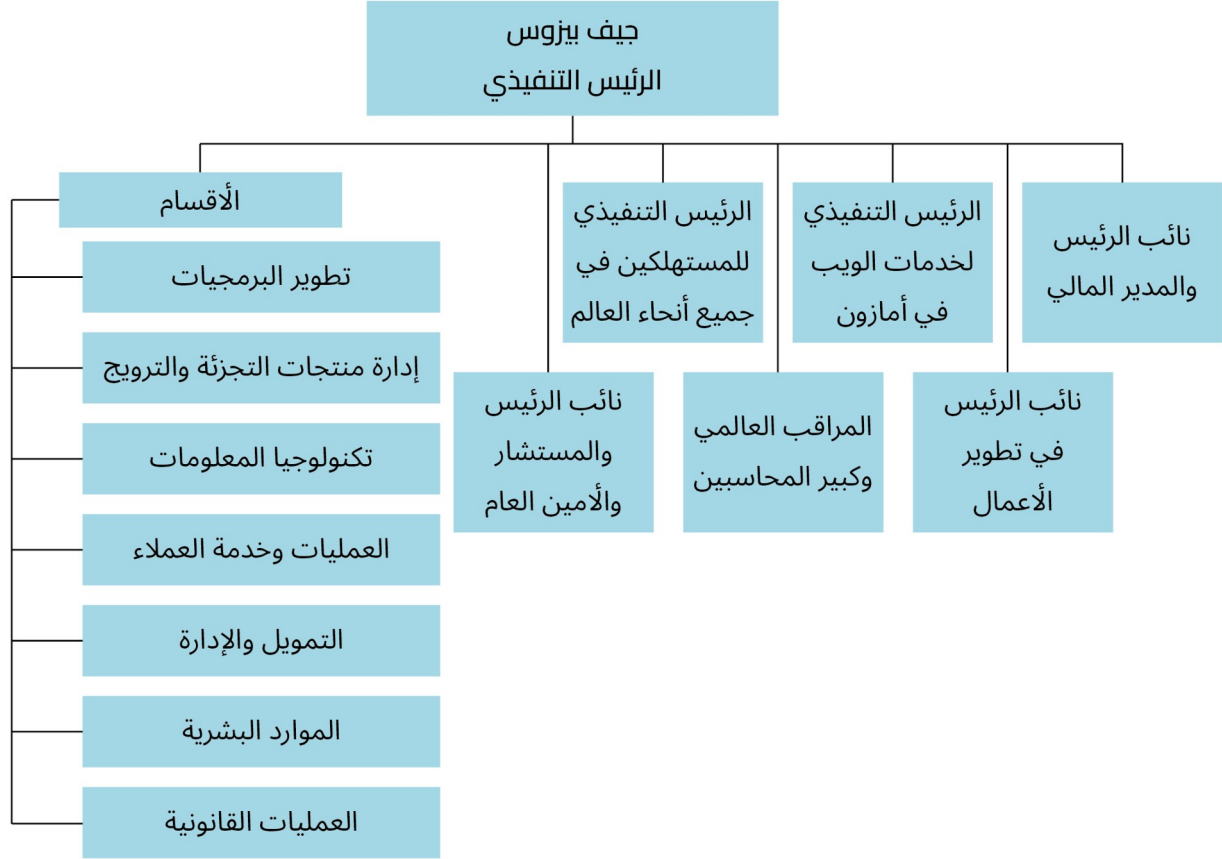 جيف بيزوس
الرئيس التنفيذي
نائب الرئيس
والمدير المالي
الرئيس التنفيذي
لخدمات الويب
في أمازون
الرئيس التنفيذي
للمستهلكين في
جميع أنحاء العالم
نائب الرئيس
في تطوير
الأعمال
المراقب العالمي
وكبير المحاسبين
نائب الرئيس
والمستشار
والأمين العام
الأقسام
تطوير البرمجيات
إدارة منتجات التجزئة والترويج
تكنولوجيا المعلومات
العمليات وخدمة العملاء
التمويل والإدارة
الموارد البشرية
العمليات القانونية